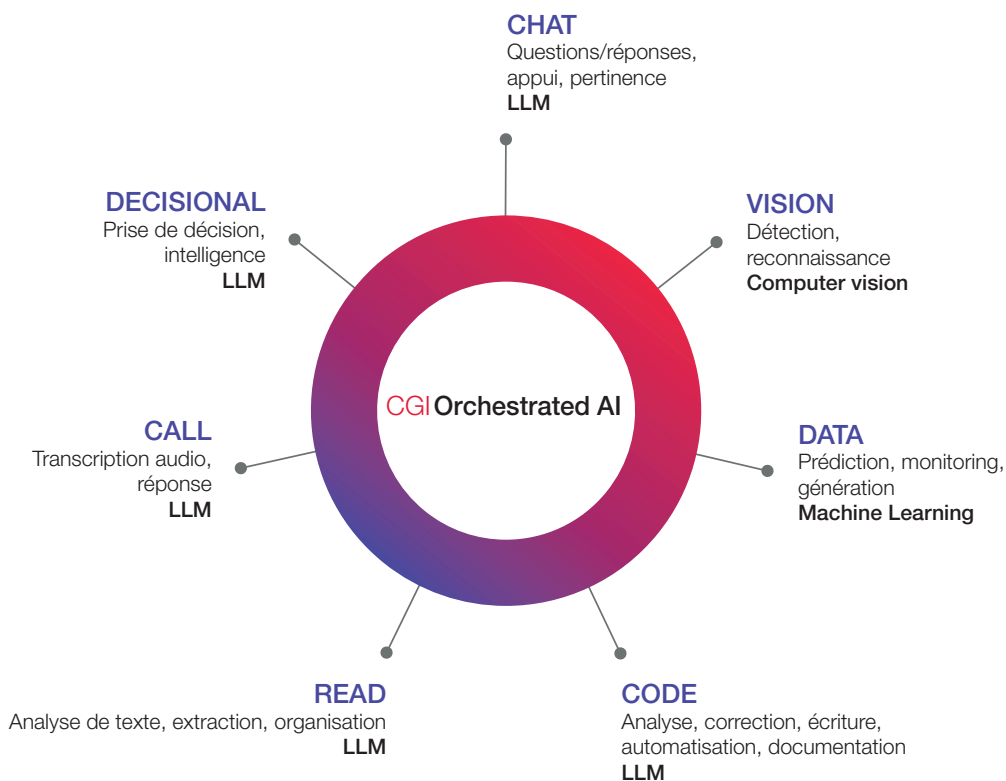 CHAT
Questions/réponses,
appui, pertinence
LLM
VISION
Détection,
reconnaissance
Computer vision
DATA
Prédiction, monitoring,
génération
Machine Learning
CODE
Analyse, correction, écriture,
automatisation, documentation
LLM
READ
Analyse de texte, extraction, organisation
LLM
CALL
Transcription audio,
réponse
LLM
DECISIONAL
Prise de décision,
intelligence
LLM
CGI Orchestrated AI